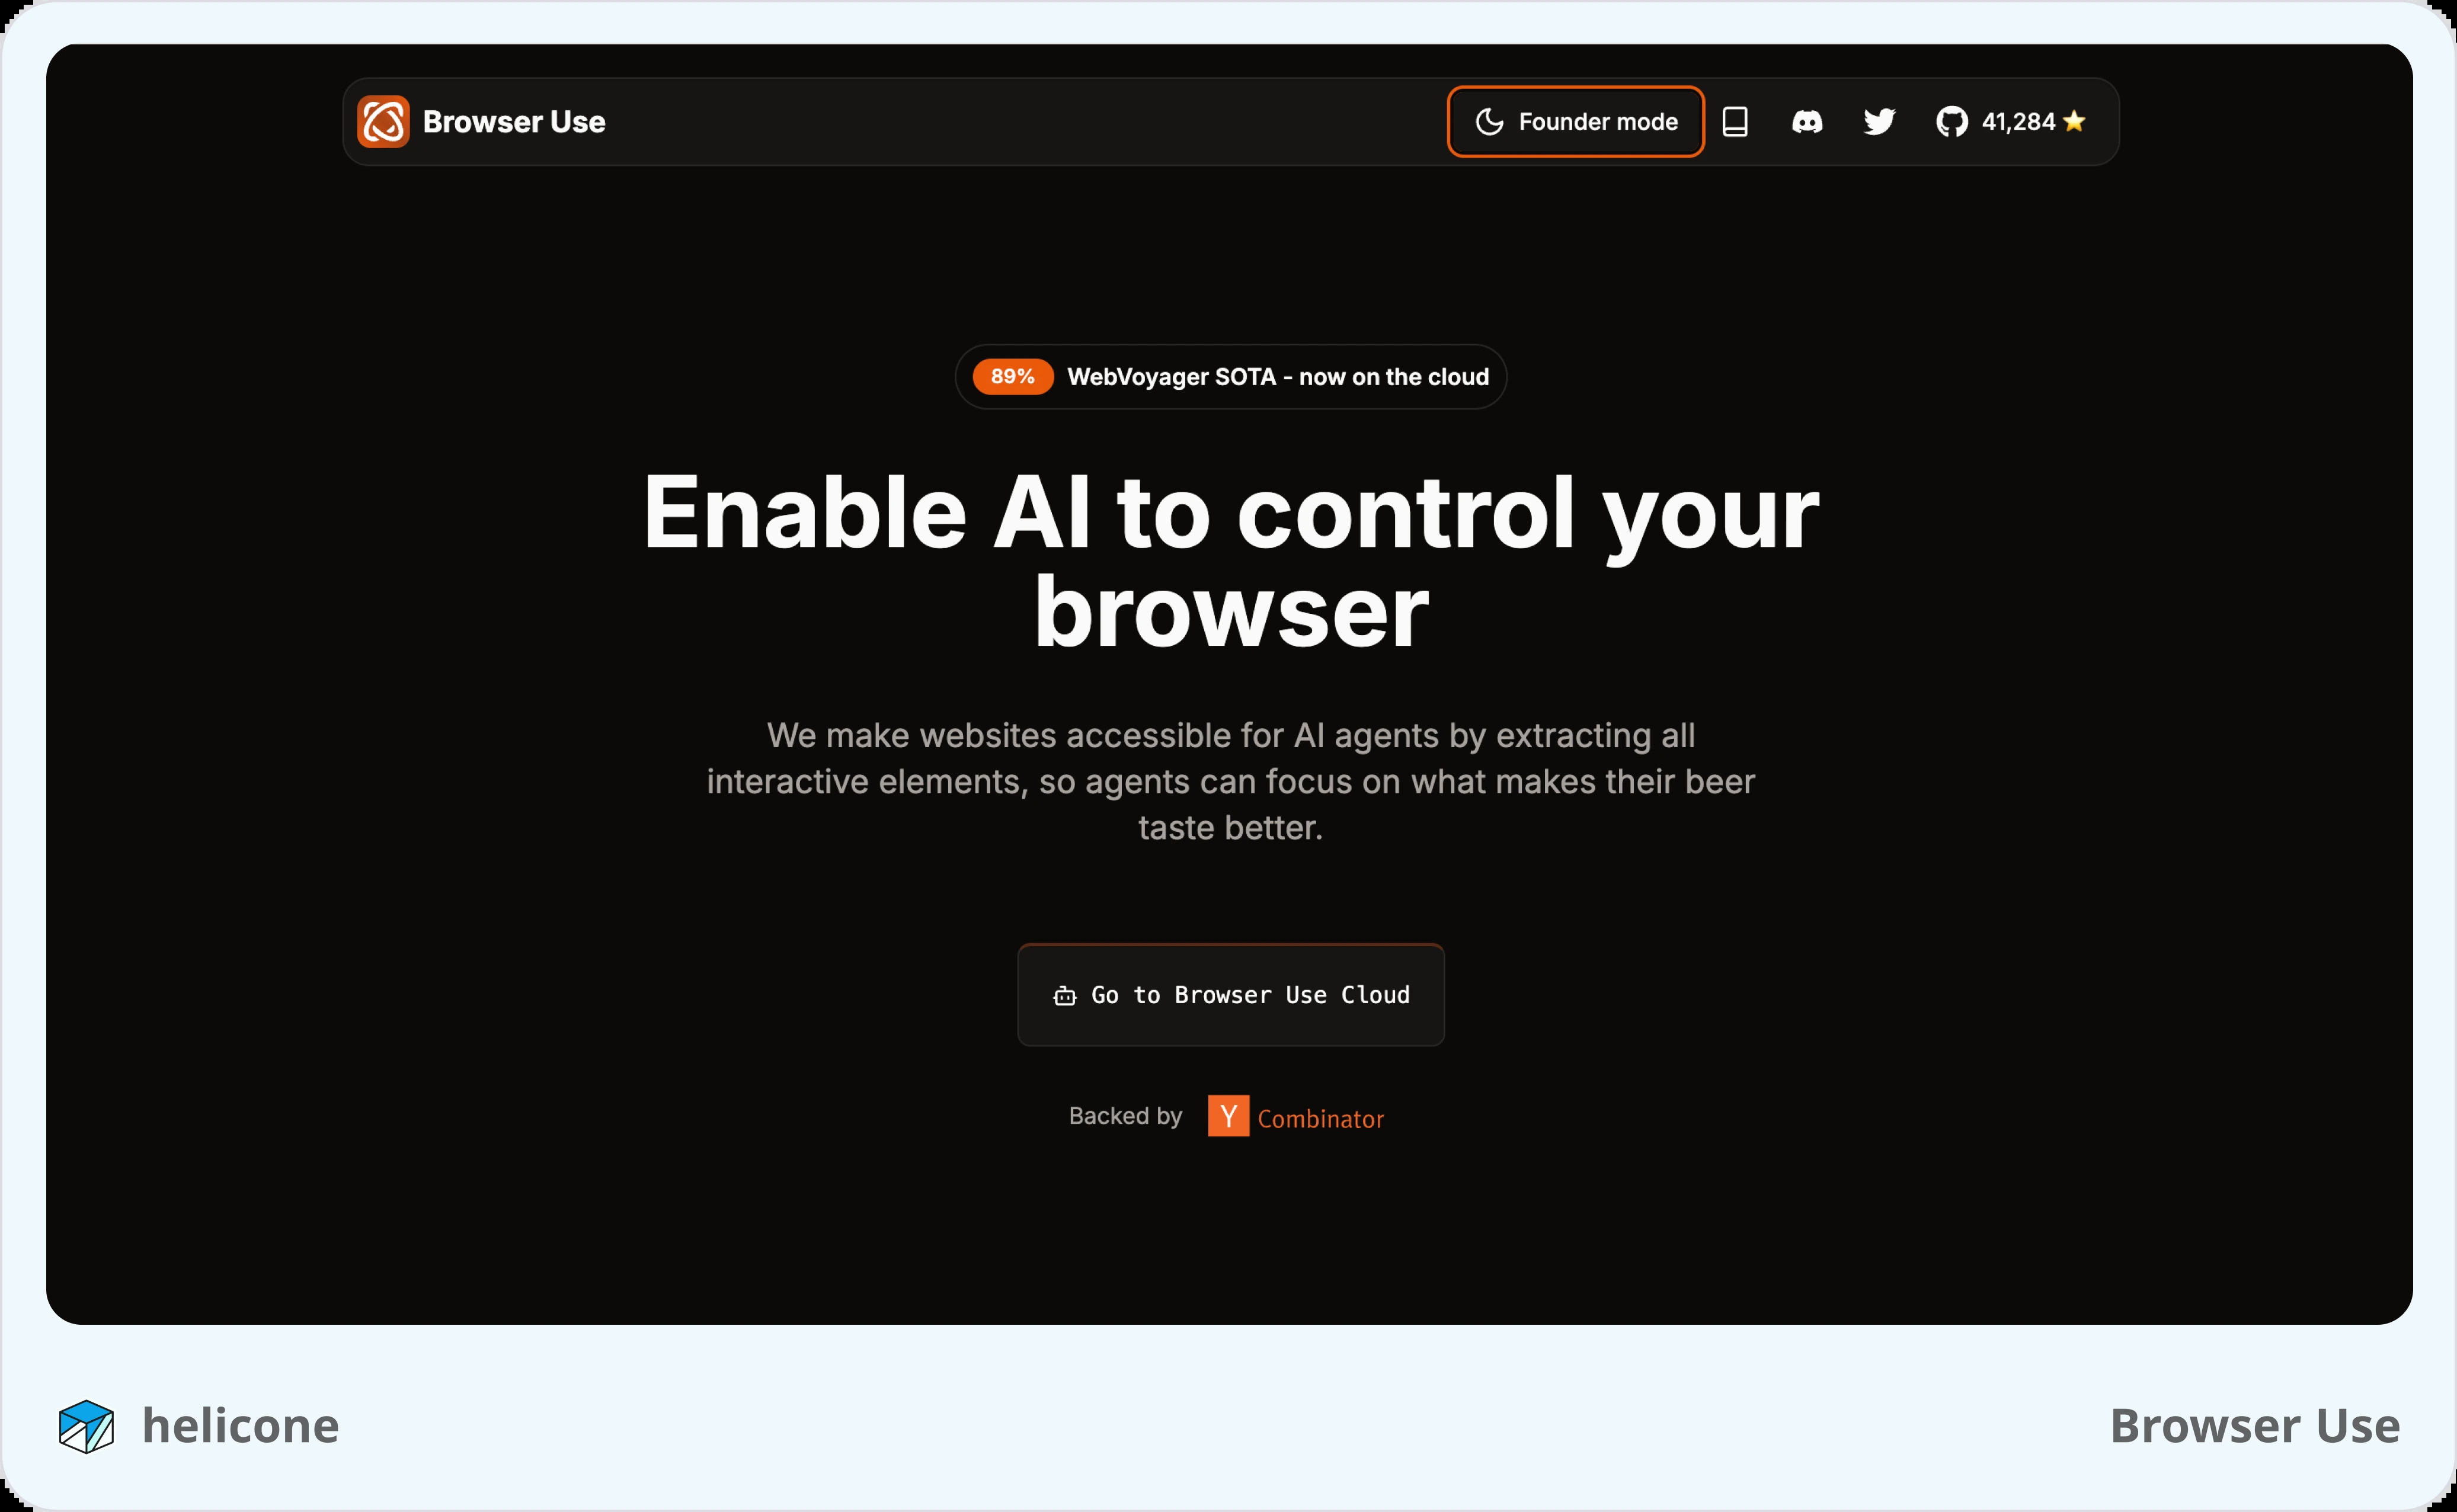 Browser Use
Founder mode
41,284 ⭐
89% WebVoyager SOTA - now on the cloud
Enable AI to control your
browser
We make websites accessible for AI agents by extracting all
interactive elements, so agents can focus on what makes their beer
taste better.
Go to Browser Use Cloud
Backed by Y Combinator
helicone
Browser Use